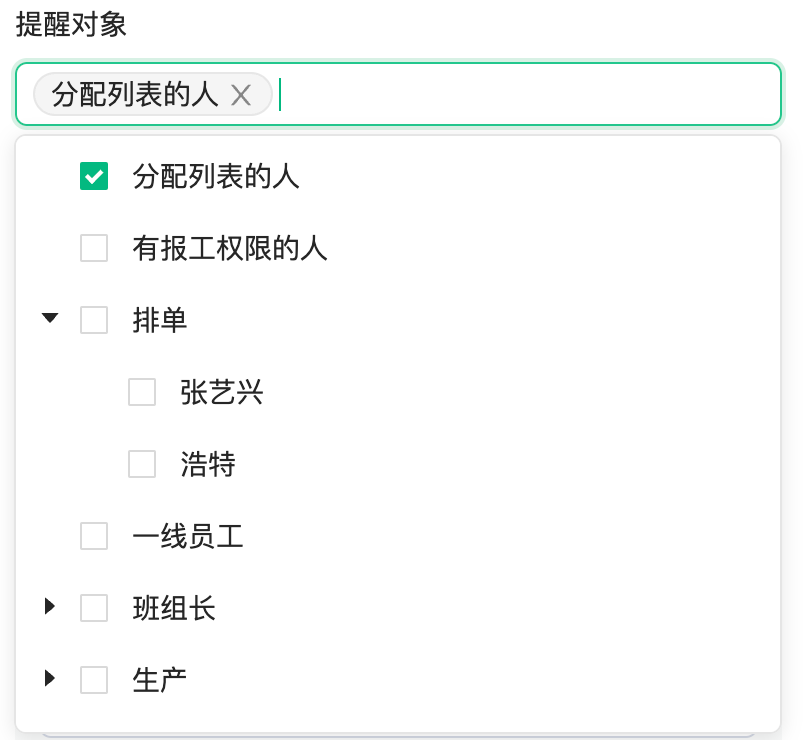 提醒对象
分配列表的人 X
分配列表的人
有报工权限的人
排单
张艺兴
浩特
一线员工
班组长
生产